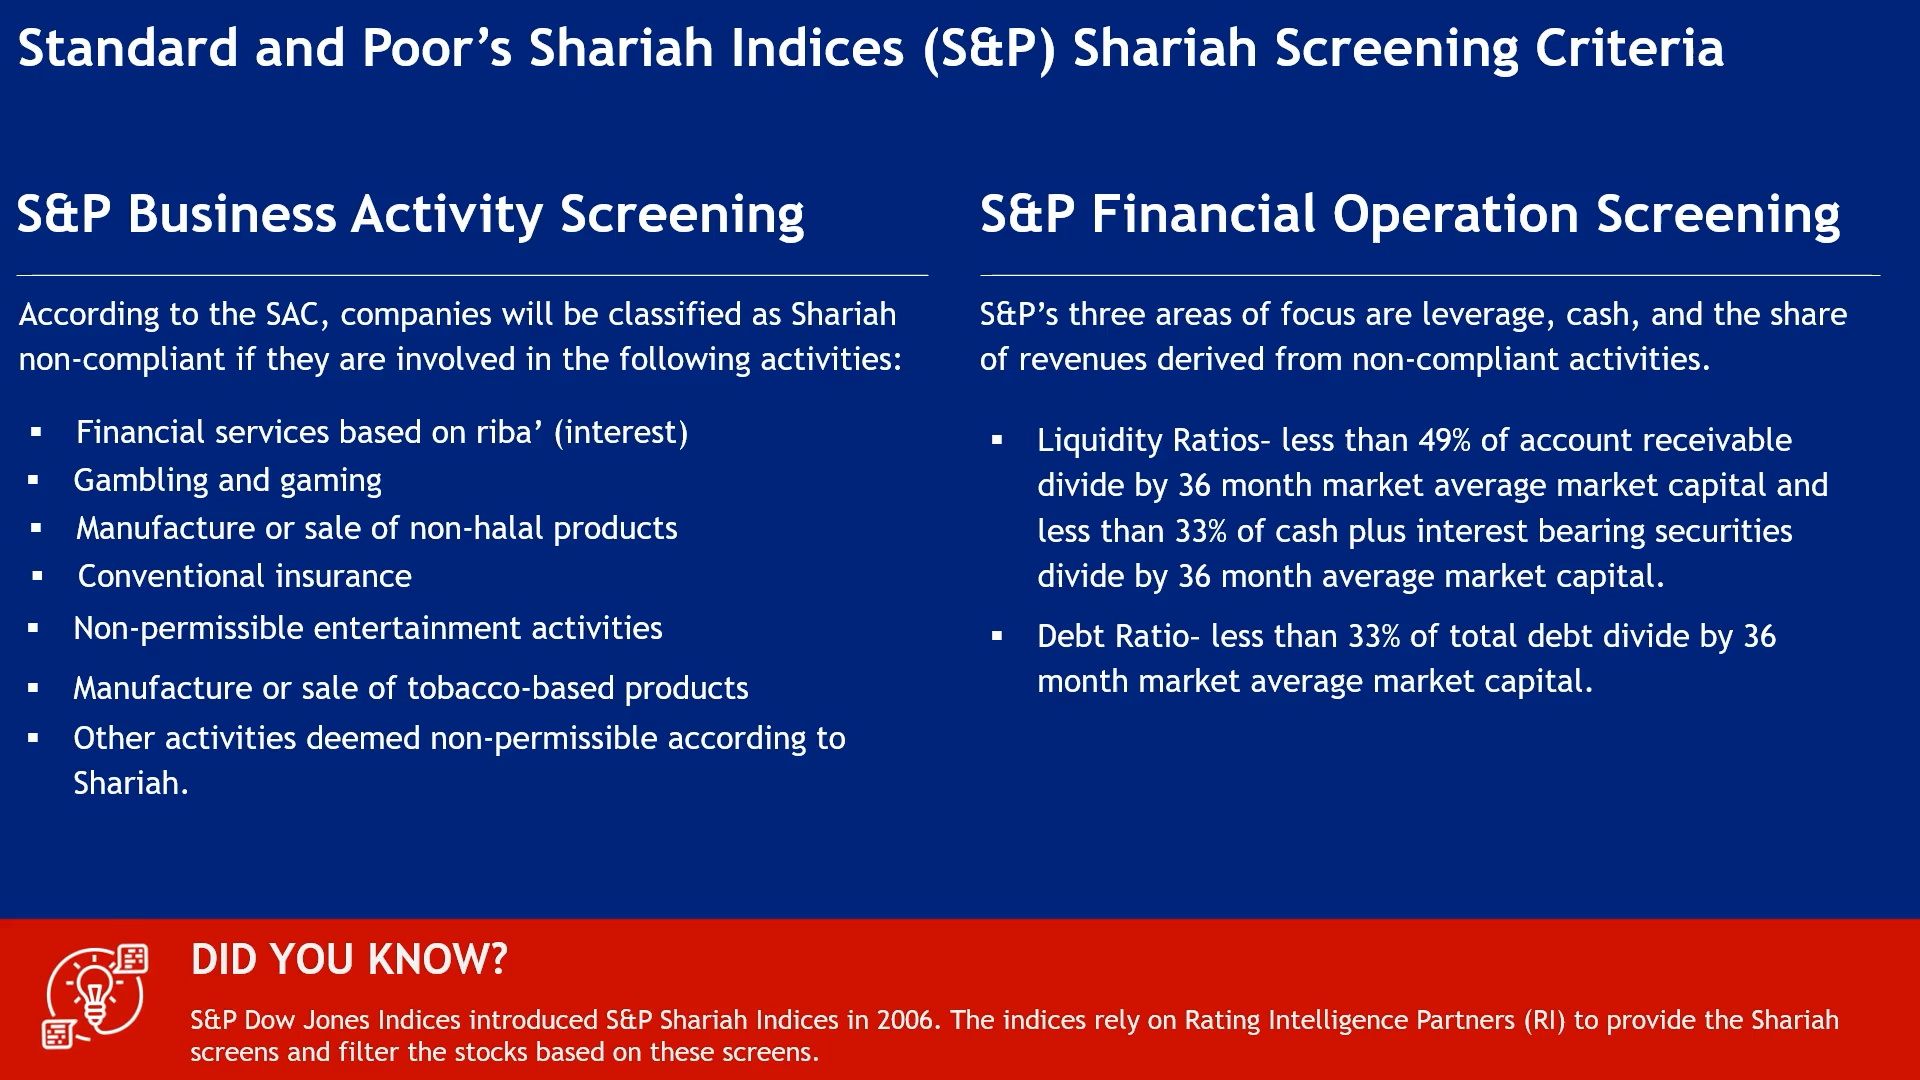 Standard and Poor’s Shariah Indices (S&P) Shariah Screening Criteria
S&P Business Activity Screening
According to the SAC, companies will be classified as Shariah
non-compliant if they are involved in the following activities:
▪ Financial services based on riba’ (interest)
▪ Gambling and gaming
▪ Manufacture or sale of non-halal products
▪ Conventional insurance
▪ Non-permissible entertainment activities
▪ Manufacture or sale of tobacco-based products
▪ Other activities deemed non-permissible according to
Shariah.
S&P Financial Operation Screening
S&P’s three areas of focus are leverage, cash, and the share
of revenues derived from non-compliant activities.
▪ Liquidity Ratios– less than 49% of account receivable
divide by 36 month market average market capital and
less than 33% of cash plus interest bearing securities
divide by 36 month average market capital.
▪ Debt Ratio– less than 33% of total debt divide by 36
month market average market capital.
DID YOU KNOW?
S&P Dow Jones Indices introduced S&P Shariah Indices in 2006. The indices rely on Rating Intelligence Partners (RI) to provide the Shariah
screens and filter the stocks based on these screens.